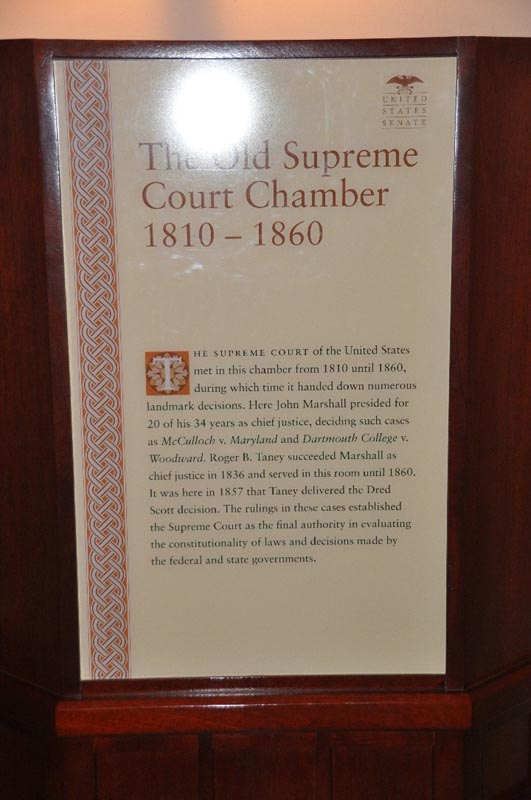 UNITED
STATES
SENATE
The Old Supreme
Court Chamber
1810 – 1860
THE SUPREME COURT of the United States
met in this chamber from 1810 until 1860,
during which time it handed down numerous
landmark decisions. Here John Marshall presided for
20 of his 34 years as chief justice, deciding such cases
as McCulloch v. Maryland and Dartmouth College v.
Woodward. Roger B. Taney succeeded Marshall as
chief justice in 1836 and served in this room until 1860.
It was here in 1857 that Taney delivered the Dred
Scott decision. The rulings in these cases established
the Supreme Court as the final authority in evaluating
the constitutionality of laws and decisions made by
the federal and state governments.